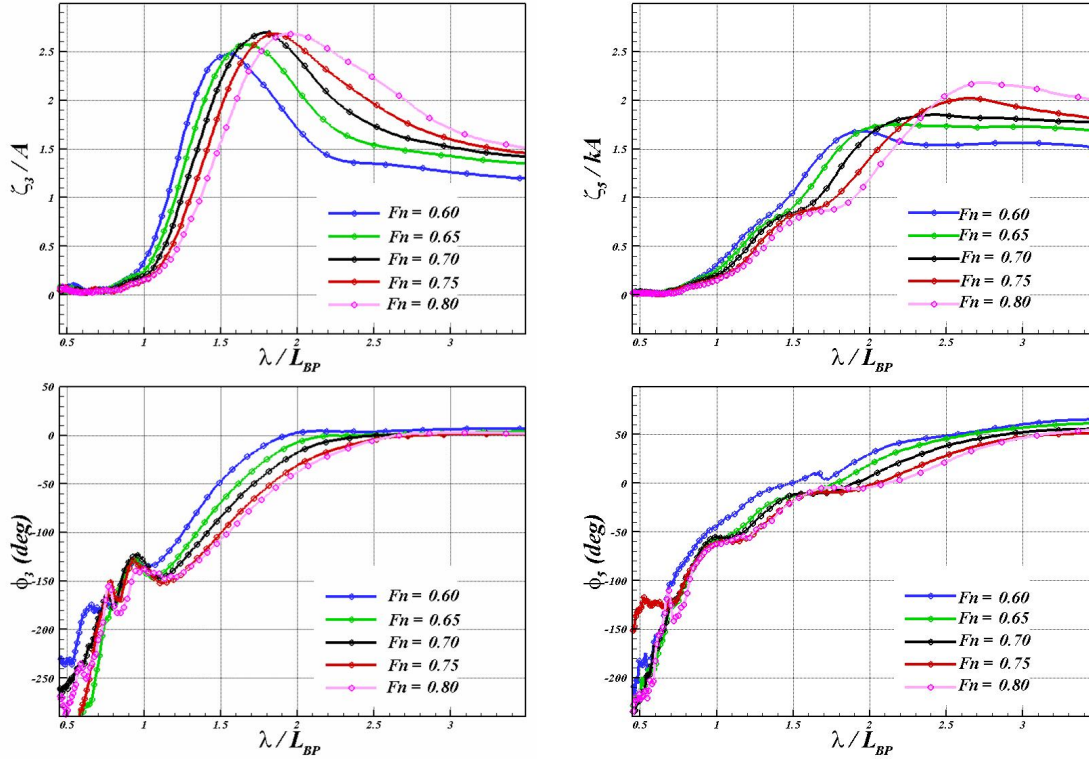 2.5
2
1.5
1
0.5
0
ζ3 / A
Fn = 0.60
Fn = 0.65
Fn = 0.70
Fn = 0.75
Fn = 0.80
0.5 1 1.5 2 2.5 3
λ / LBP
2.5
2
1.5
1
0.5
0
ζ5 / kA
Fn = 0.60
Fn = 0.65
Fn = 0.70
Fn = 0.75
Fn = 0.80
0.5 1 1.5 2 2.5 3
λ / LBP
50
0
-50
-100
-150
-200
-250
ϕ3 (deg)
Fn = 0.60
Fn = 0.65
Fn = 0.70
Fn = 0.75
Fn = 0.80
0.5 1 1.5 2 2.5 3
λ / LBP
50
0
-50
-100
-150
-200
ϕ5 (deg)
Fn = 0.60
Fn = 0.65
Fn = 0.70
Fn = 0.75
Fn = 0.80
0.5 1 1.5 2 2.5 3
λ / LBP